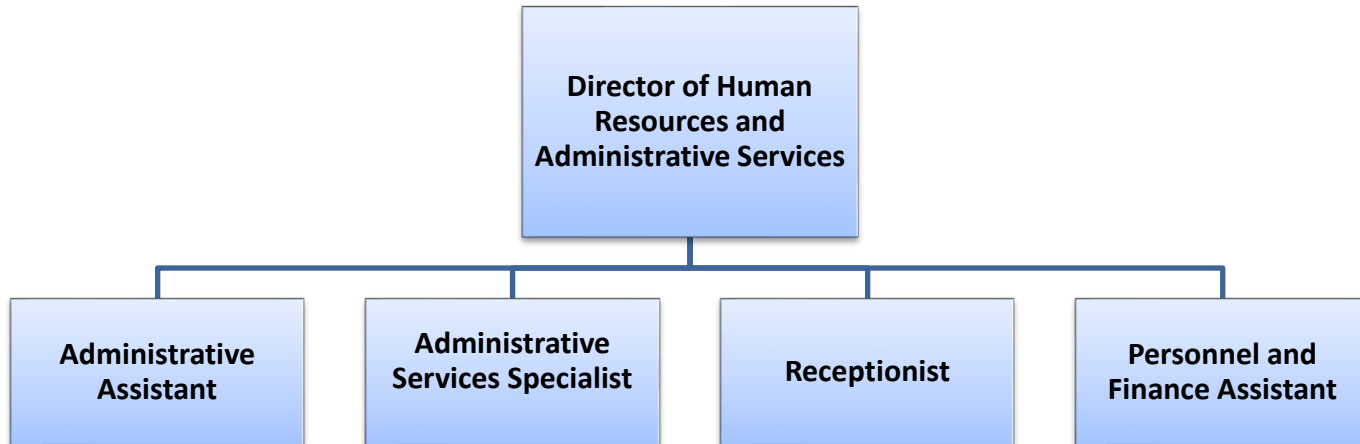 Director of Human
Resources and
Administrative Services
Administrative
Assistant
Administrative
Services Specialist
Receptionist
Personnel and
Finance Assistant